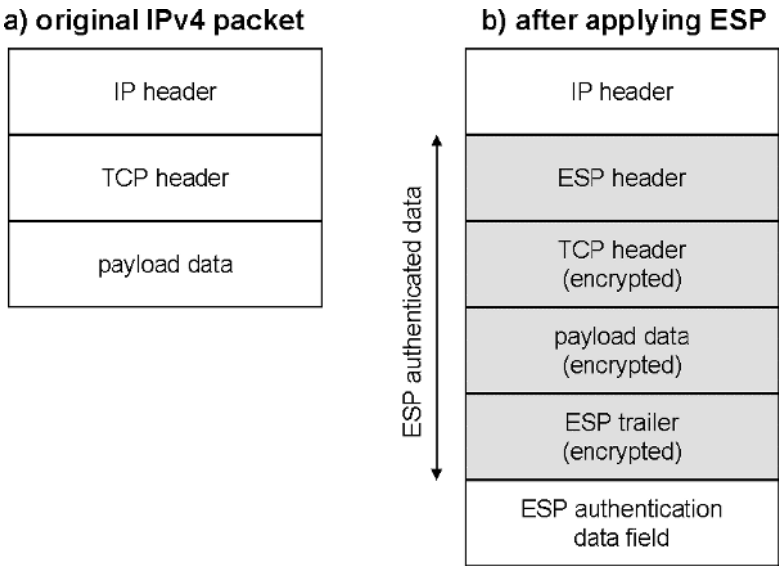 a) original IPv4 packet
IP header
TCP header
payload data
b) after applying ESP
ESP authenticated data
IP header
ESP header
TCP header
(encrypted)
payload data
(encrypted)
ESP trailer
(encrypted)
ESP authentication
data field